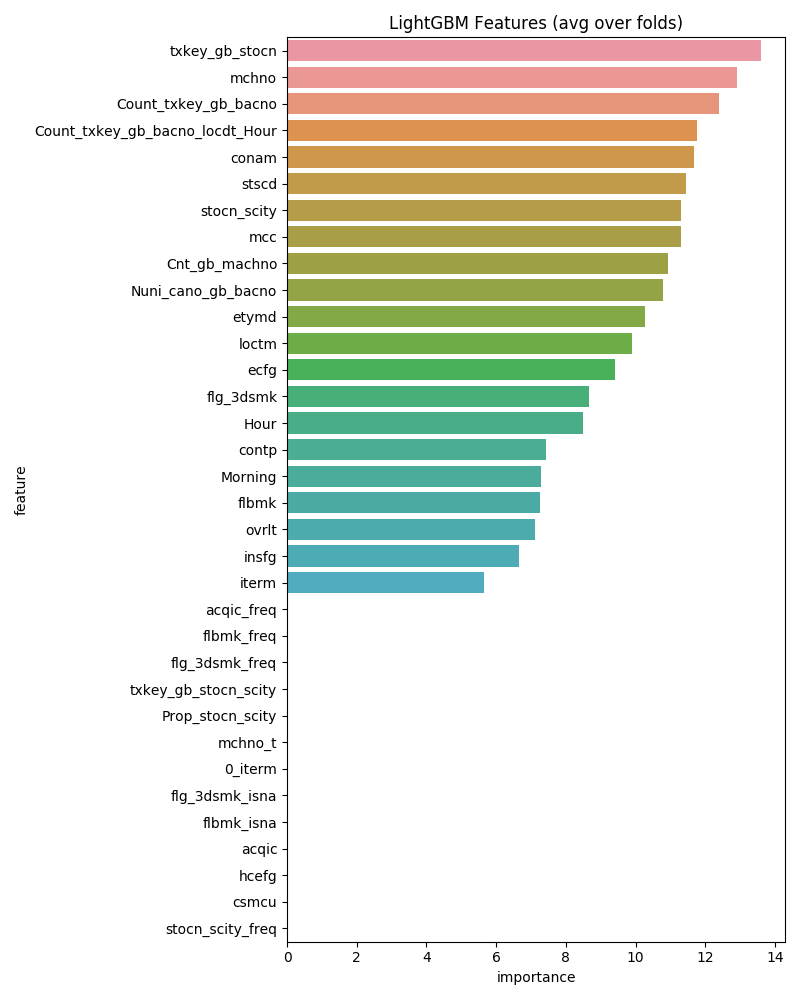 LightGBM Features (avg over folds)
txkey_gb_stocn
mchno
Count_txkey_gb_bacno
Count_txkey_gb_bacno_locdt_Hour
conam
stscd
stocn_scity
mcc
Cnt_gb_machno
Nuni_cano_gb_bacno
etymd
loctm
ecfg
flg_3dsmk
Hour
contp
Morning
flbmk
ovrlt
insfg
iterm
acqic_freq
flbmk_freq
flg_3dsmk_freq
txkey_gb_stocn_scity
Prop_stocn_scity
mchno_t
0_iterm
flg_3dsmk_isna
flbmk_isna
acqic
hcefg
csmcu
stocn_scity_freq
feature
0 2 4 6 8 10 12 14
importance